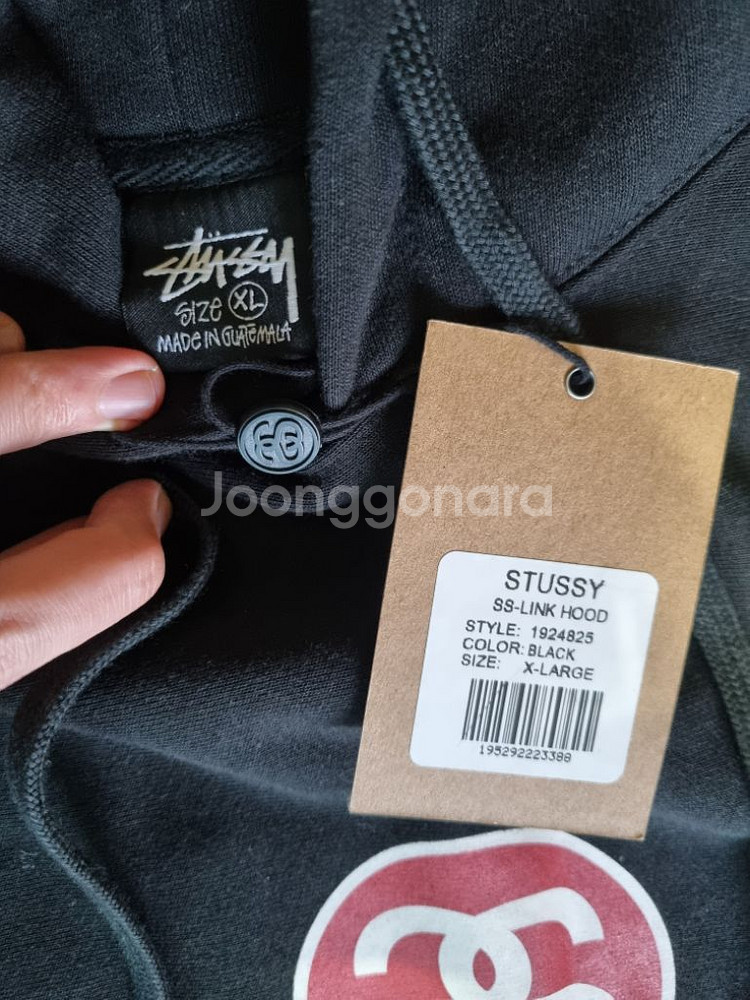 STÜSSY
SIZE XL
MADE IN GUATEMALA
Joonggonara
STUSSY
SS-LINK HOOD
STYLE: 1924825
COLOR: BLACK
SIZE: X-LARGE
195292223388